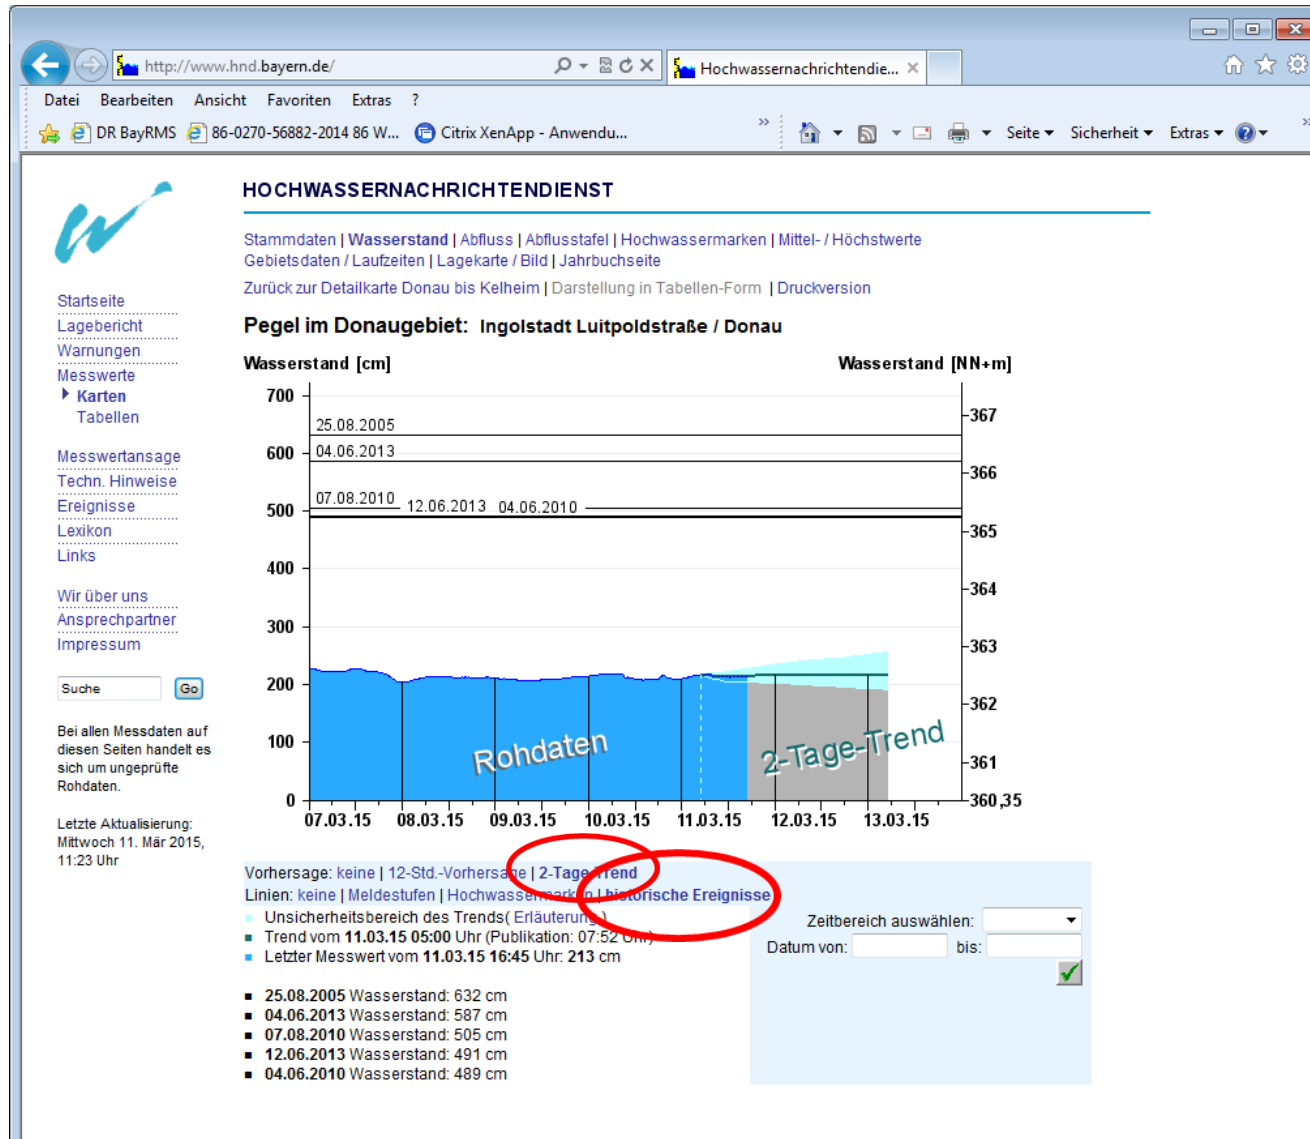 http://www.hnd.bayern.de/
Hochwassernachrichtendie...
Datei Bearbeiten Ansicht Favoriten Extras ?
DR BayRMS 86-0270-56882-2014 86 W... Citrix XenApp - Anwendu... Seite Sicherheit Extras
HOCHWASSERNACHRICHTENDIENST
Stammdaten | Wasserstand | Abfluss | Abflusstafel | Hochwassermarken | Mittel- / Höchstwerte
Gebietsdaten / Laufzeiten | Lagekarte / Bild | Jahrbuchseite
Zurück zur Detailkarte Donau bis Kelheim | Darstellung in Tabellen-Form | Druckversion
Startseite
Lagebericht
Warnungen
Messwerte
Karten
Tabellen
Messwertansage
Techn. Hinweise
Ereignisse
Lexikon
Links
Wir über uns
Ansprechpartner
Impressum
Suche Go
Bei allen Messdaten auf
diesen Seiten handelt es
sich um ungeprüfte
Rohdaten.
Letzte Aktualisierung:
Mittwoch 11. Mär 2015,
11:23 Uhr
Pegel im Donaugebiet: Ingolstadt Luitpoldstraße / Donau
Wasserstand [cm] Wasserstand [NN+m]
700
367
25.08.2005
600
04.06.2013
366
500
07.08.2010 12.06.2013 04.06.2010
365
400
364
300
363
200
362
100
361
0
360,35
Rohdaten
2-Tage-Trend
07.03.15 08.03.15 09.03.15 10.03.15 11.03.15 12.03.15 13.03.15
Vorhersage: keine | 12-Std.-Vorhersage | 2-Tage-Trend
Linien: keine | Meldestufen | Hochwassermarken | historische Ereignisse
Unsicherheitsbereich des Trends( Erläuterung )
Trend vom 11.03.15 05:00 Uhr (Publikation: 07:52 Uhr)
Letzter Messwert vom 11.03.15 16:45 Uhr: 213 cm
25.08.2005 Wasserstand: 632 cm
04.06.2013 Wasserstand: 587 cm
07.08.2010 Wasserstand: 505 cm
12.06.2013 Wasserstand: 491 cm
04.06.2010 Wasserstand: 489 cm
Zeitbereich auswählen:
Datum von: bis: